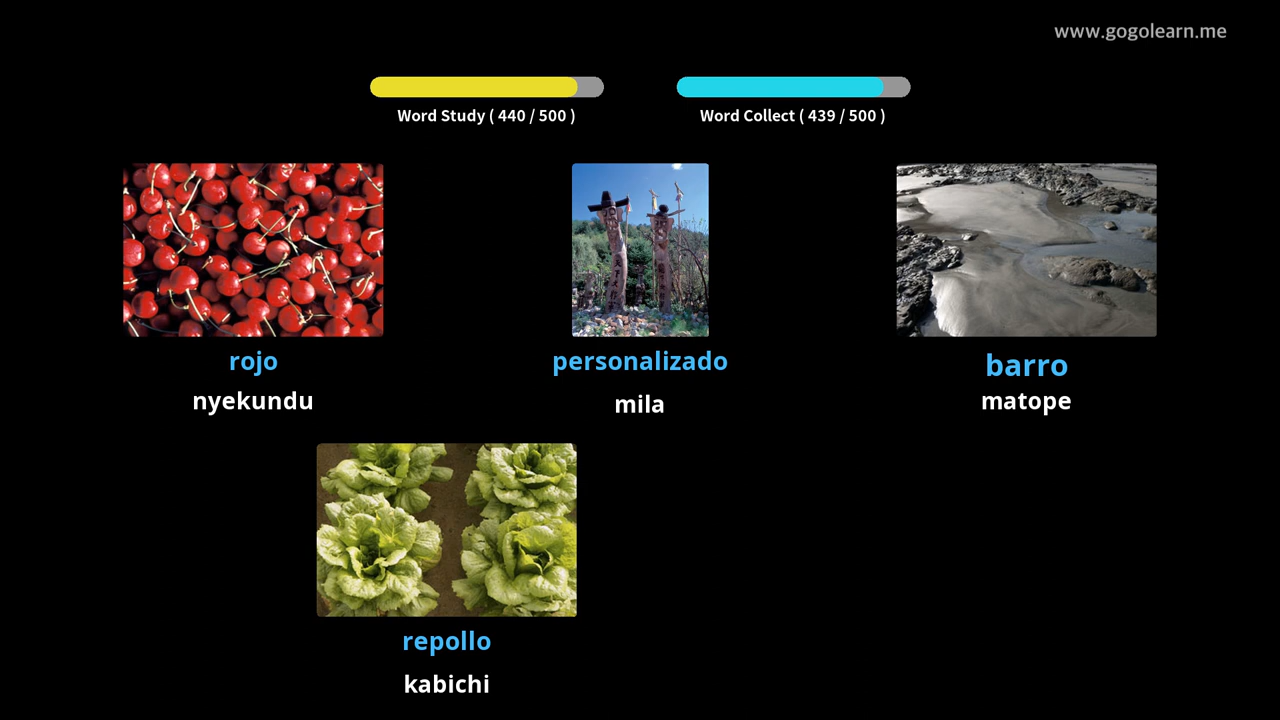 www.gogolearn.me
Word Study ( 440 / 500 )
Word Collect ( 439 / 500 )
rojo
nyekundu
personalizado
mila
barro
matope
repollo
kabichi